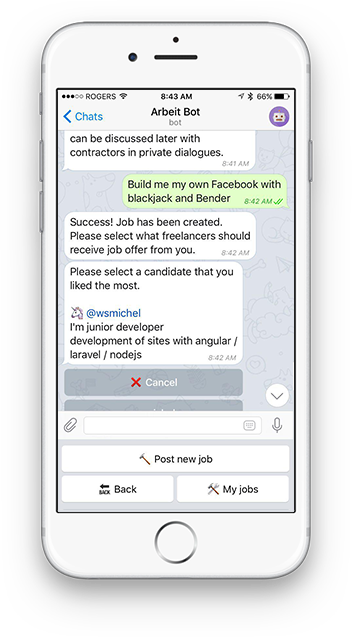 ROGERS 8:43 AM 66%
Chats
Arbeit Bot
bot
can be discussed later with
contractors in private dialogues.
8:41 AM
Build me my own Facebook with
blackjack and Bender
8:42 AM
Success! Job has been created.
Please select what freelancers should
receive job offer from you.
8:42 AM
Please select a candidate that you
liked the most.
@wsmichel
I'm junior developer
development of sites with angular /
laravel / nodejs
8:42 AM
Cancel
Post new job
BACK Back
My jobs